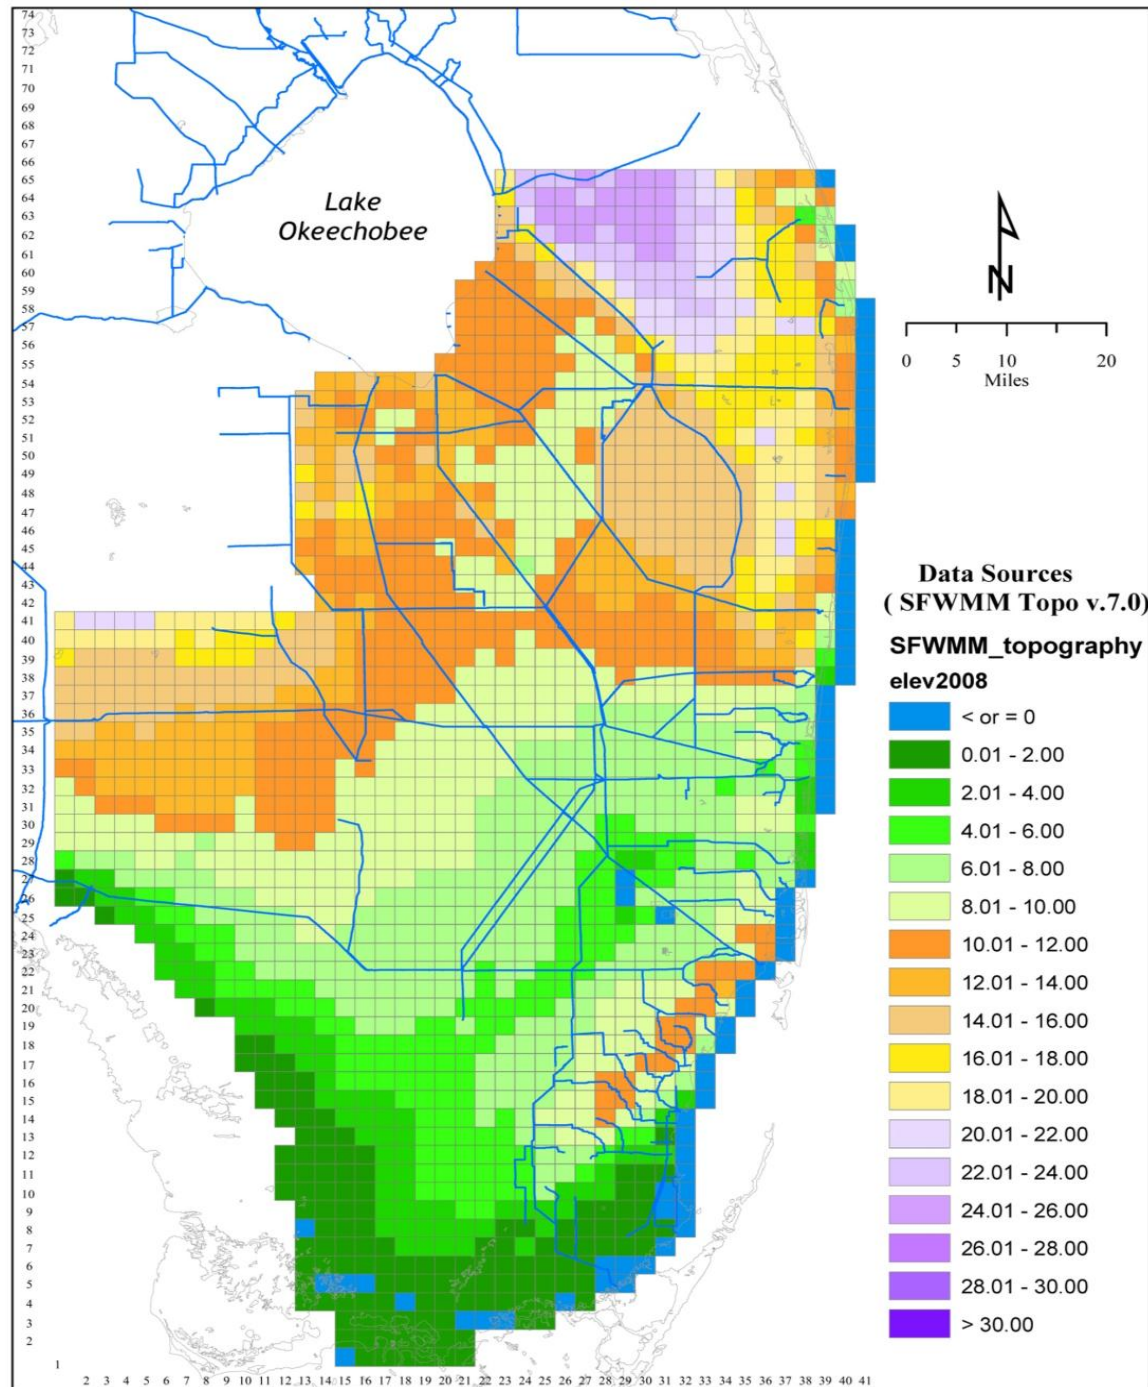 74
73
72
71
70
69
68
67
66
65
64
63
62
61
60
59
58
57
56
55
54
53
52
51
50
49
48
47
46
45
44
43
42
41
40
39
38
37
36
35
34
33
32
31
30
29
28
27
26
25
24
23
22
21
20
19
18
17
16
15
14
13
12
11
10
9
8
7
6
5
4
3
2
1
2 3 4 5 6 7 8 9 10 11 12 13 14 15 16 17 18 19 20 21 22 23 24 25 26 27 28 29 30 31 32 33 34 35 36 37 38 39 40 41
Lake
Okeechobee
N
0 5 10 20
Miles
Data Sources
( SFWMM Topo v.7.0)
SFWMM_topography
elev2008
< or = 0
0.01 - 2.00
2.01 - 4.00
4.01 - 6.00
6.01 - 8.00
8.01 - 10.00
10.01 - 12.00
12.01 - 14.00
14.01 - 16.00
16.01 - 18.00
18.01 - 20.00
20.01 - 22.00
22.01 - 24.00
24.01 - 26.00
26.01 - 28.00
28.01 - 30.00
> 30.00